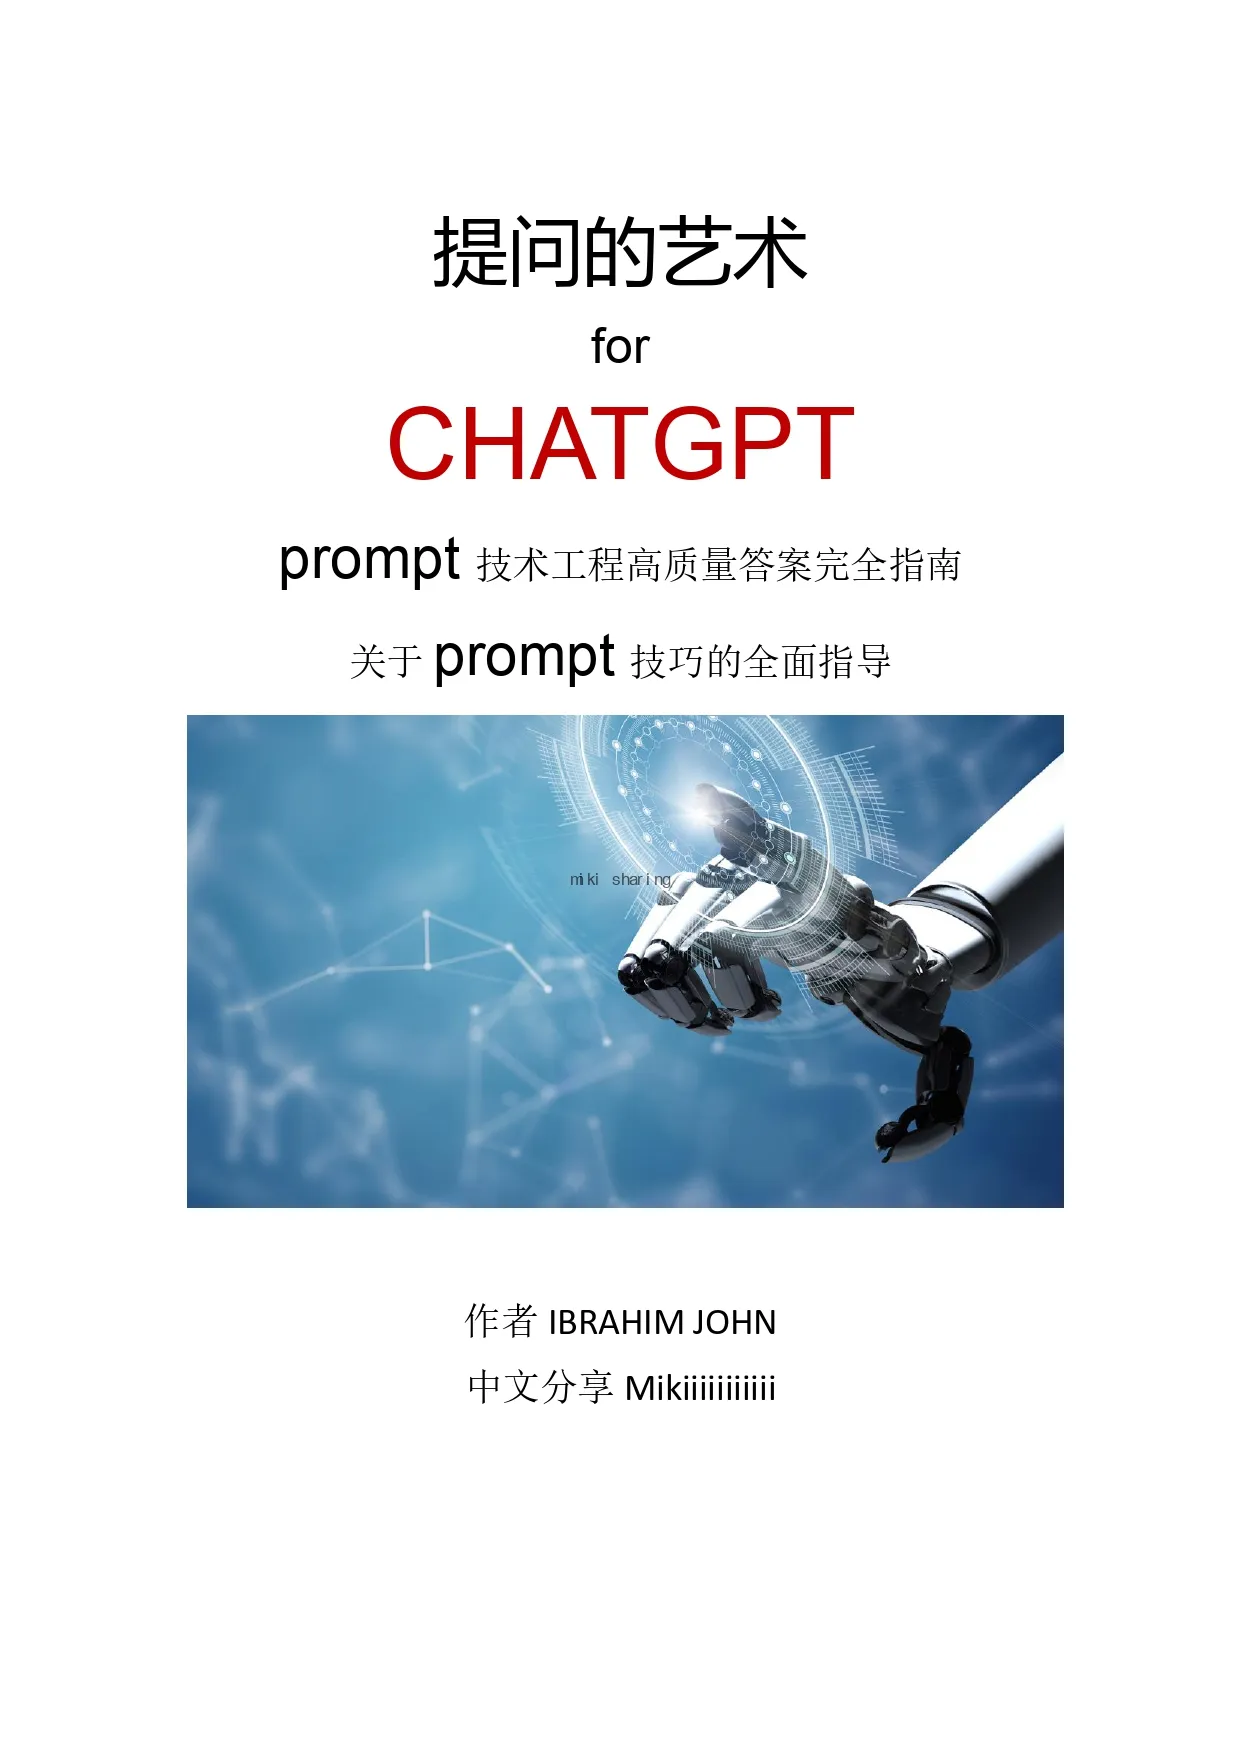 提问的艺术
for
CHATGPT
prompt 技术工程高质量答案完全指南
关于 prompt 技巧的全面指导
miki sharing
作者 IBRAHIM JOHN
中文分享 Mikiiiiiiiiiii